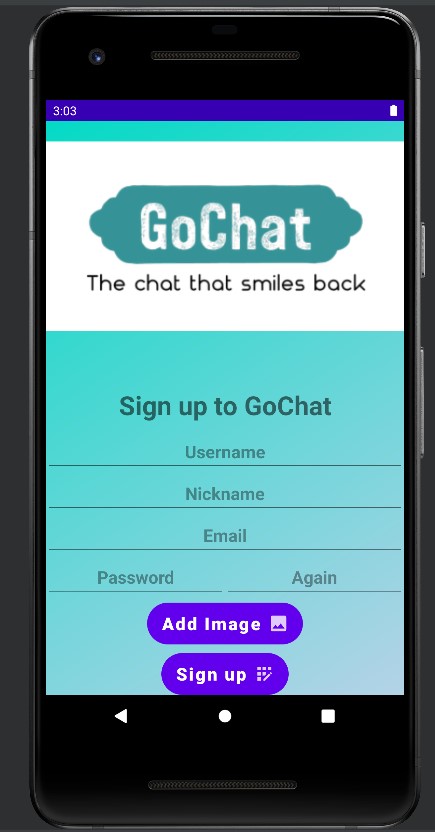 3:03
GoChat
The chat that smiles back
Sign up to GoChat
Username
Nickname
Email
Password Again
Add Image
Sign up